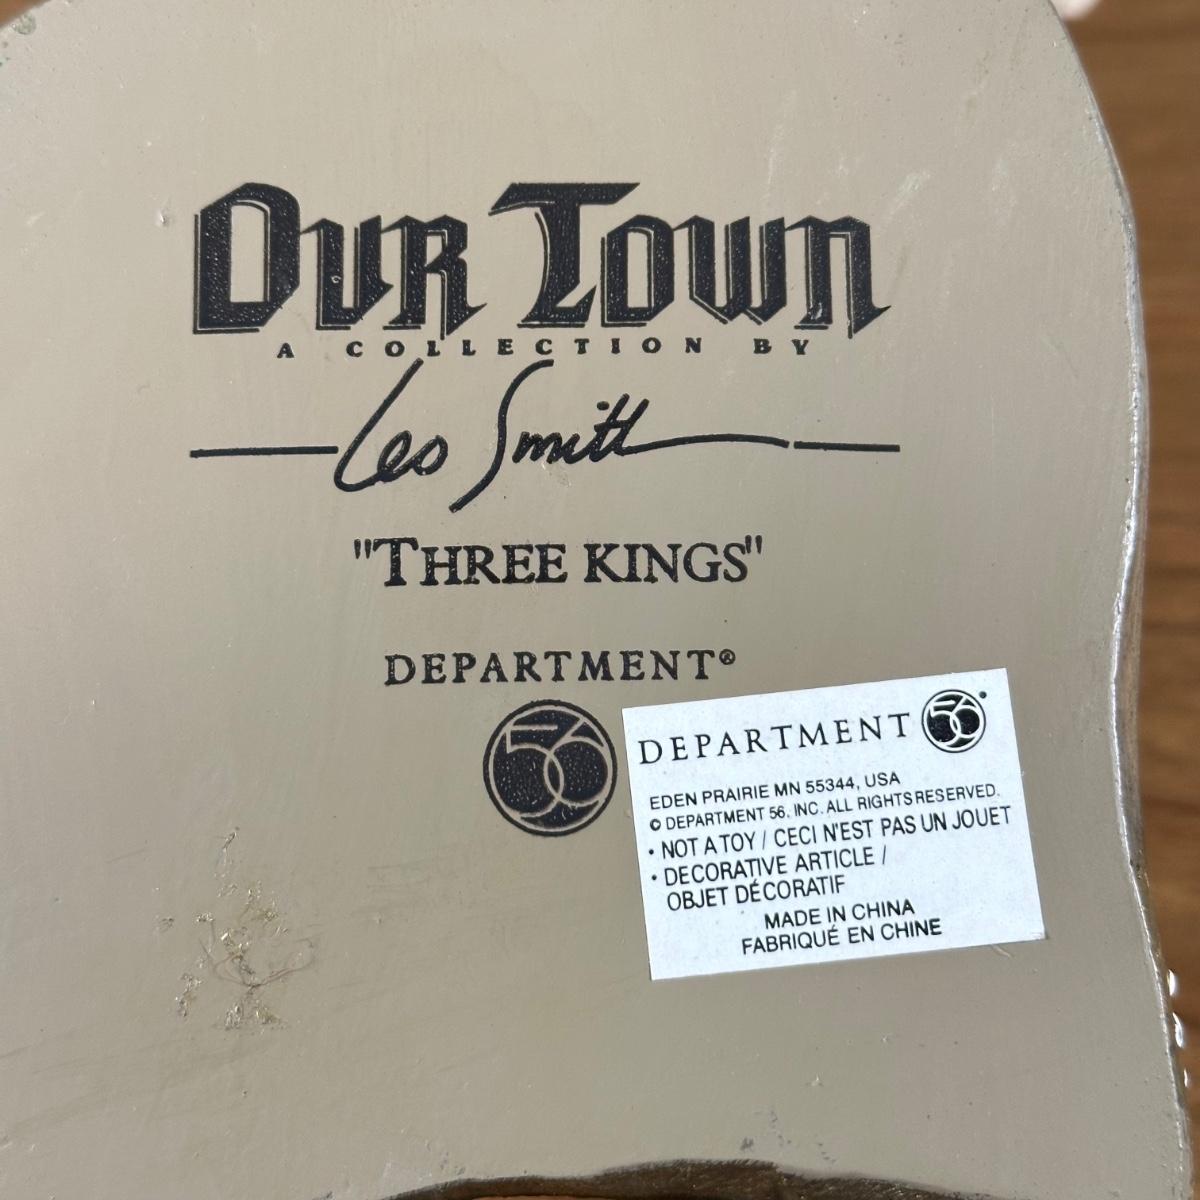 OUR TOWN
A COLLECTION BY
Leo Smith
"THREE KINGS"
DEPARTMENT®
56
DEPARTMENT 56
EDEN PRAIRIE MN 55344, USA
© DEPARTMENT 56, INC. ALL RIGHTS RESERVED.
• NOT A TOY / CECI N'EST PAS UN JOUET
• DECORATIVE ARTICLE /
OBJET DÉCORATIF
MADE IN CHINA
FABRIQUÉ EN CHINE